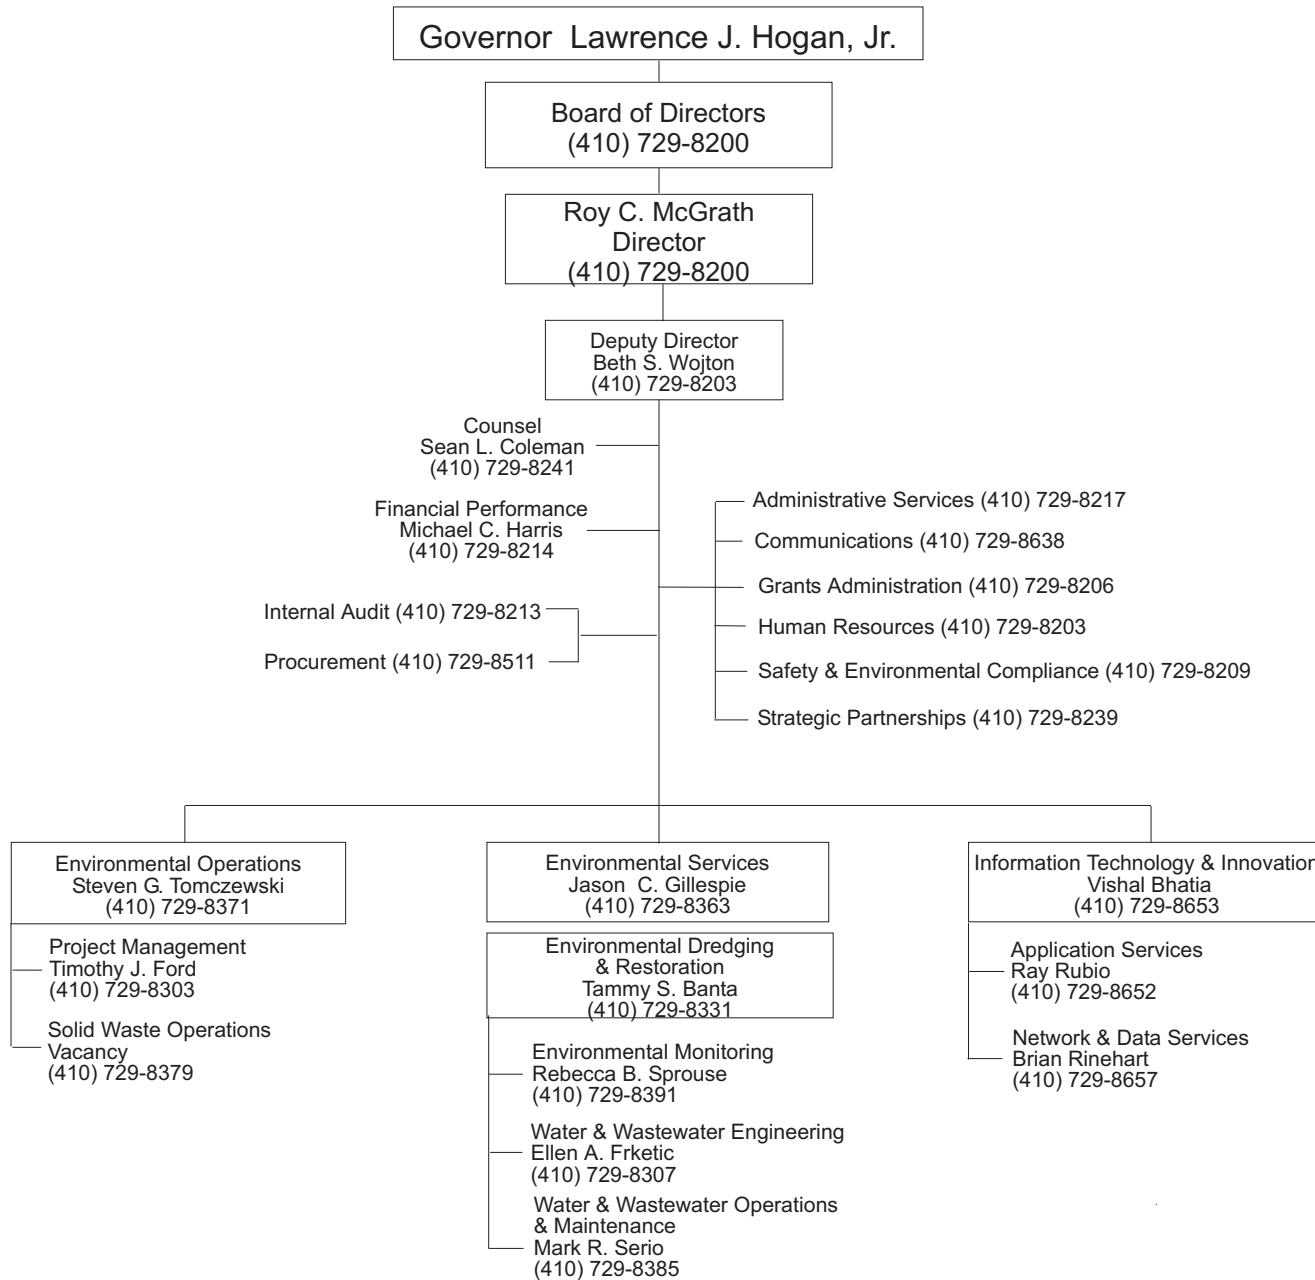 Governor Lawrence J. Hogan, Jr.
Board of Directors
(410) 729-8200
Roy C. McGrath
Director
(410) 729-8200
Deputy Director
Beth S. Wojton
(410) 729-8203
Counsel
Sean L. Coleman
(410) 729-8241
Financial Performance
Michael C. Harris
(410) 729-8214
Internal Audit (410) 729-8213
Procurement (410) 729-8511
Administrative Services (410) 729-8217
Communications (410) 729-8638
Grants Administration (410) 729-8206
Human Resources (410) 729-8203
Safety & Environmental Compliance (410) 729-8209
Strategic Partnerships (410) 729-8239
Environmental Operations
Steven G. Tomczewski
(410) 729-8371
Project Management
Timothy J. Ford
(410) 729-8303
Solid Waste Operations
Vacancy
(410) 729-8379
Environmental Services
Jason C. Gillespie
(410) 729-8363
Environmental Dredging
& Restoration
Tammy S. Banta
(410) 729-8331
Environmental Monitoring
Rebecca B. Sprouse
(410) 729-8391
Water & Wastewater Engineering
Ellen A. Frketic
(410) 729-8307
Water & Wastewater Operations
& Maintenance
Mark R. Serio
(410) 729-8385
Information Technology & Innovation
Vishal Bhatia
(410) 729-8653
Application Services
Ray Rubio
(410) 729-8652
Network & Data Services
Brian Rinehart
(410) 729-8657